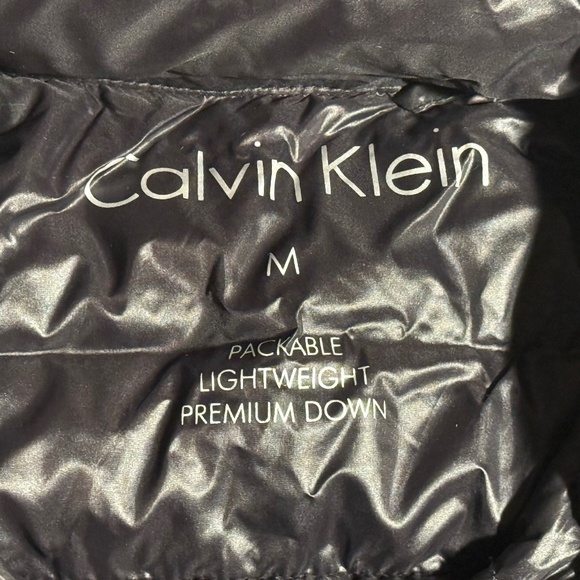 Calvin Klein
M
PACKABLE
LIGHTWEIGHT
PREMIUM DOWN